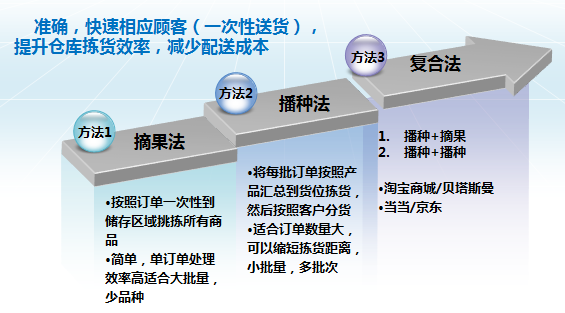 准确，快速相应顾客（一次性送货），
提升仓库拣货效率，减少配送成本
方法1
摘果法
•按照订单一次性到
储存区域挑拣所有商
品
•简单，单订单处理
效率高适合大批量，
少品种
方法2
播种法
•将每批订单按照产
品汇总到货位拣货，
然后按照客户分货
•适合订单数量大，
可以缩短拣货距离，
小批量，多批次
方法3
复合法
1. 播种+摘果
2. 播种+播种
•淘宝商城/贝塔斯曼
•当当/京东